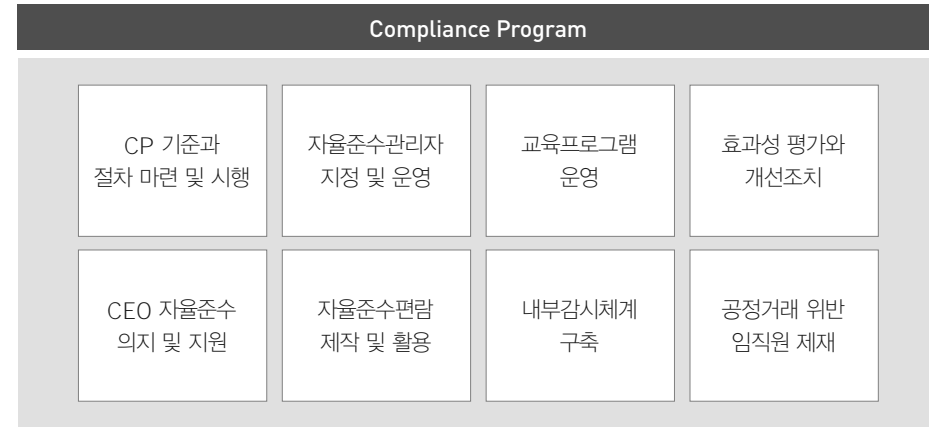 Compliance Program
CP 기준과
절차 마련 및 시행
자율준수관리자
지정 및 운영
교육프로그램
운영
효과성 평가와
개선조치
CEO 자율준수
의지 및 지원
자율준수편람
제작 및 활용
내부감시체계
구축
공정거래 위반
임직원 제재